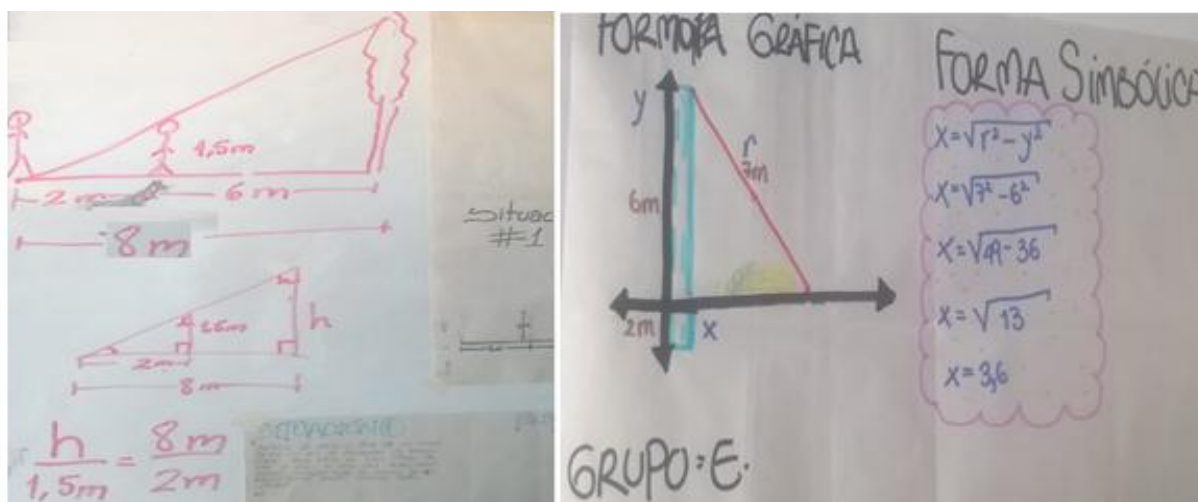 1,5m
2m 6m
8m
1,5m
h
2m
8m
h/1,5m = 8m/2m
Situac
#1
GRÁFICA
y
r
7m
6m
2m
x
GRUPO=E.
FORMA SIMBÓLICA
x=√r²-y²
x=√7²-6²
x=√49-36
x=√13
x=3,6